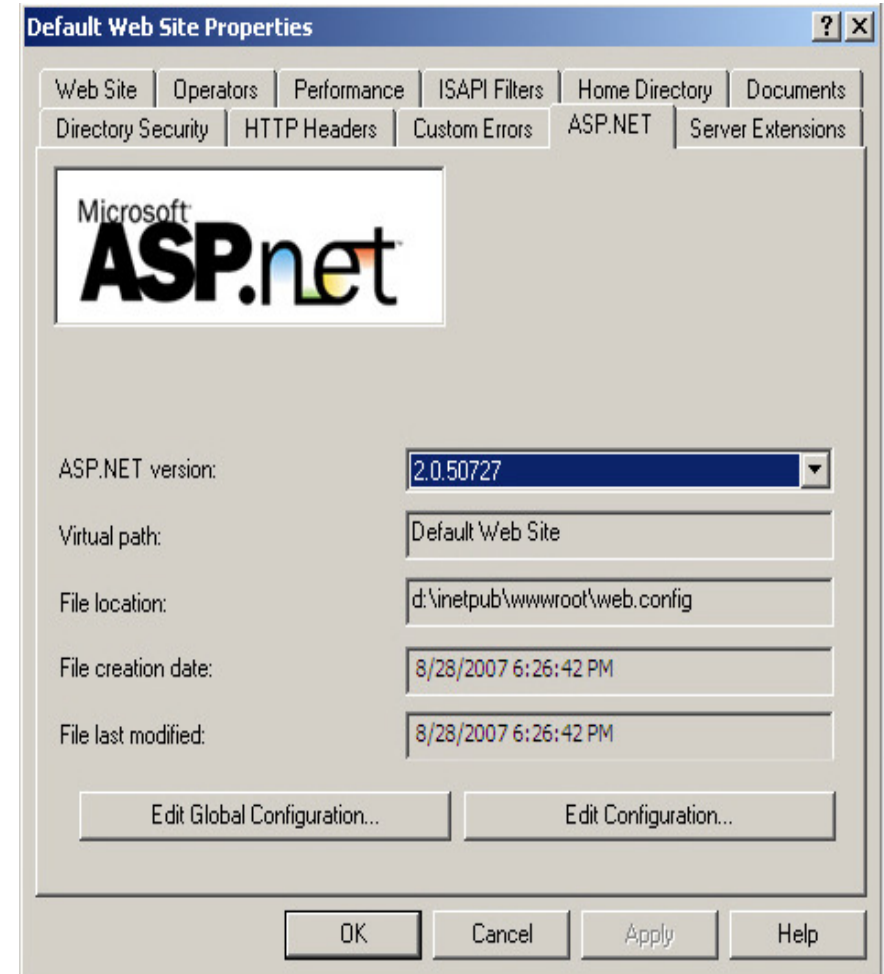 Default Web Site Properties
Web Site Operators Performance ISAPI Filters Home Directory Documents
Directory Security HTTP Headers Custom Errors ASP.NET Server Extensions
Microsoft
ASP.net
ASP.NET version: 2.0.50727
Virtual path: Default Web Site
File location: d:\inetpub\wwwroot\web.config
File creation date: 8/28/2007 6:26:42 PM
File last modified: 8/28/2007 6:26:42 PM
Edit Global Configuration... Edit Configuration...
OK Cancel Apply Help